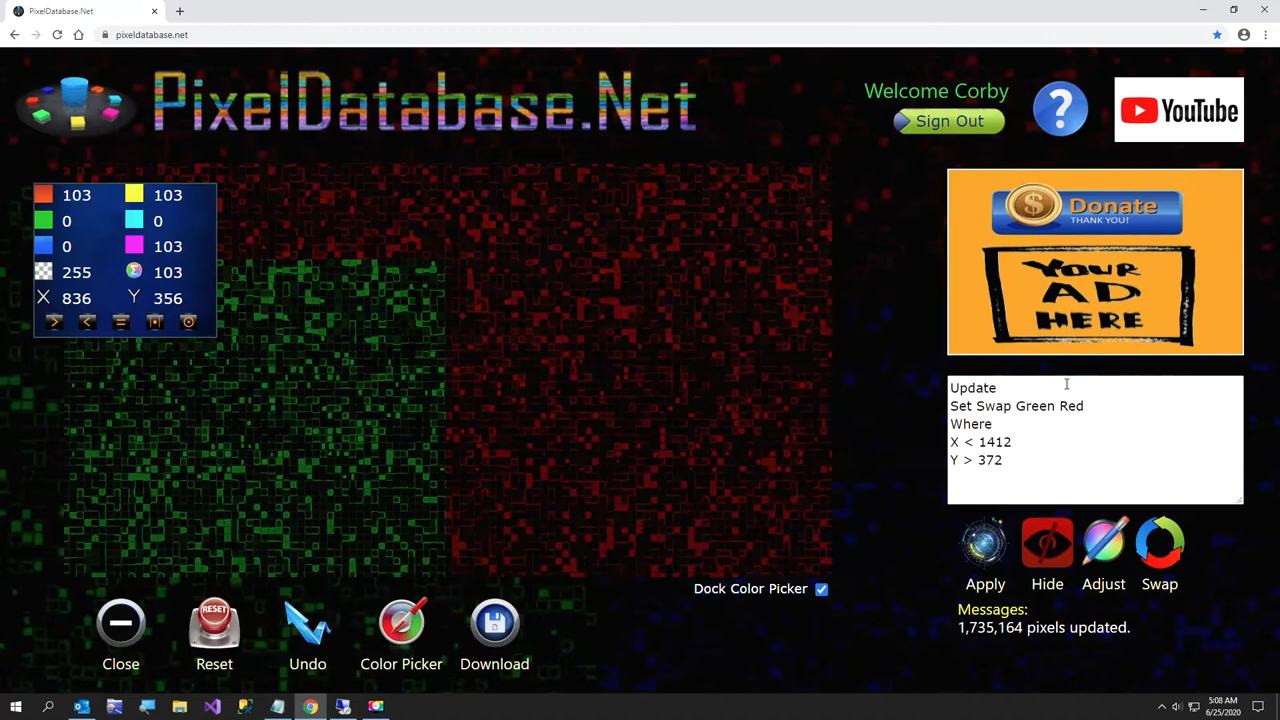 PixelDatabase.Net
pixeldatabase.net
PixelDatabase.Net
Welcome Corby
Sign Out
?
YouTube
103
103
0
0
0
103
255
103
X 836
Y 356
$ Donate
THANK YOU!
YOUR
AD
HERE
Update
Set Swap Green Red
Where
X < 1412
Y > 372
Apply
Hide
Adjust
Swap
Dock Color Picker
Messages:
1,735,164 pixels updated.
RESET
Close
Reset
Undo
Color Picker
Download
5:08 AM
6/25/2020